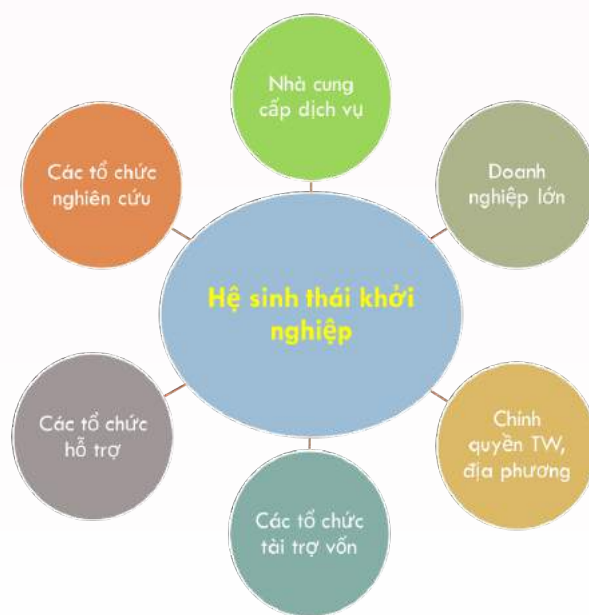 Nhà cung
cấp dịch vụ
Doanh
nghiệp lớn
Chính
quyền TW,
địa phương
Các tổ chức
tài trợ vốn
Các tổ chức
hỗ trợ
Các tổ chức
nghiên cứu
Hệ sinh thái khởi
nghiệp